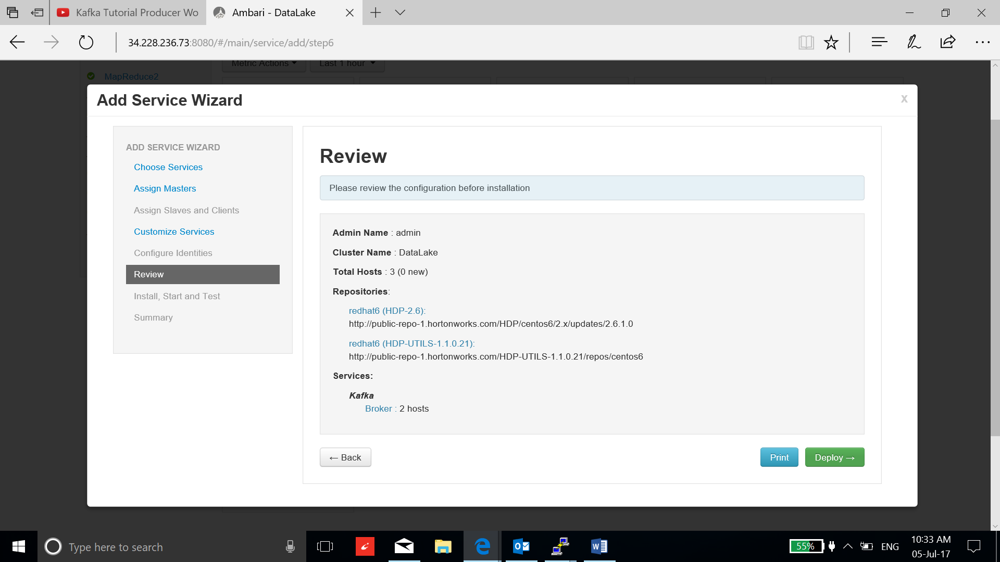 Kafka Tutorial Producer Wo
Ambari - DataLake
34.228.236.73:8080/#/main/service/add/step6
Metric Actions
Last 1 hour
MapReduce2
Add Service Wizard
x
ADD SERVICE WIZARD
Choose Services
Assign Masters
Assign Slaves and Clients
Customize Services
Configure Identities
Review
Install, Start and Test
Summary
Review
Please review the configuration before installation
Admin Name : admin
Cluster Name : DataLake
Total Hosts : 3 (0 new)
Repositories:
redhat6 (HDP-2.6):
http://public-repo-1.hortonworks.com/HDP/centos6/2.x/updates/2.6.1.0
redhat6 (HDP-UTILS-1.1.0.21):
http://public-repo-1.hortonworks.com/HDP-UTILS-1.1.0.21/repos/centos6
Services:
Kafka
Broker : 2 hosts
← Back
Print
Deploy →
Type here to search
55%
ENG
10:33 AM
05-Jul-17